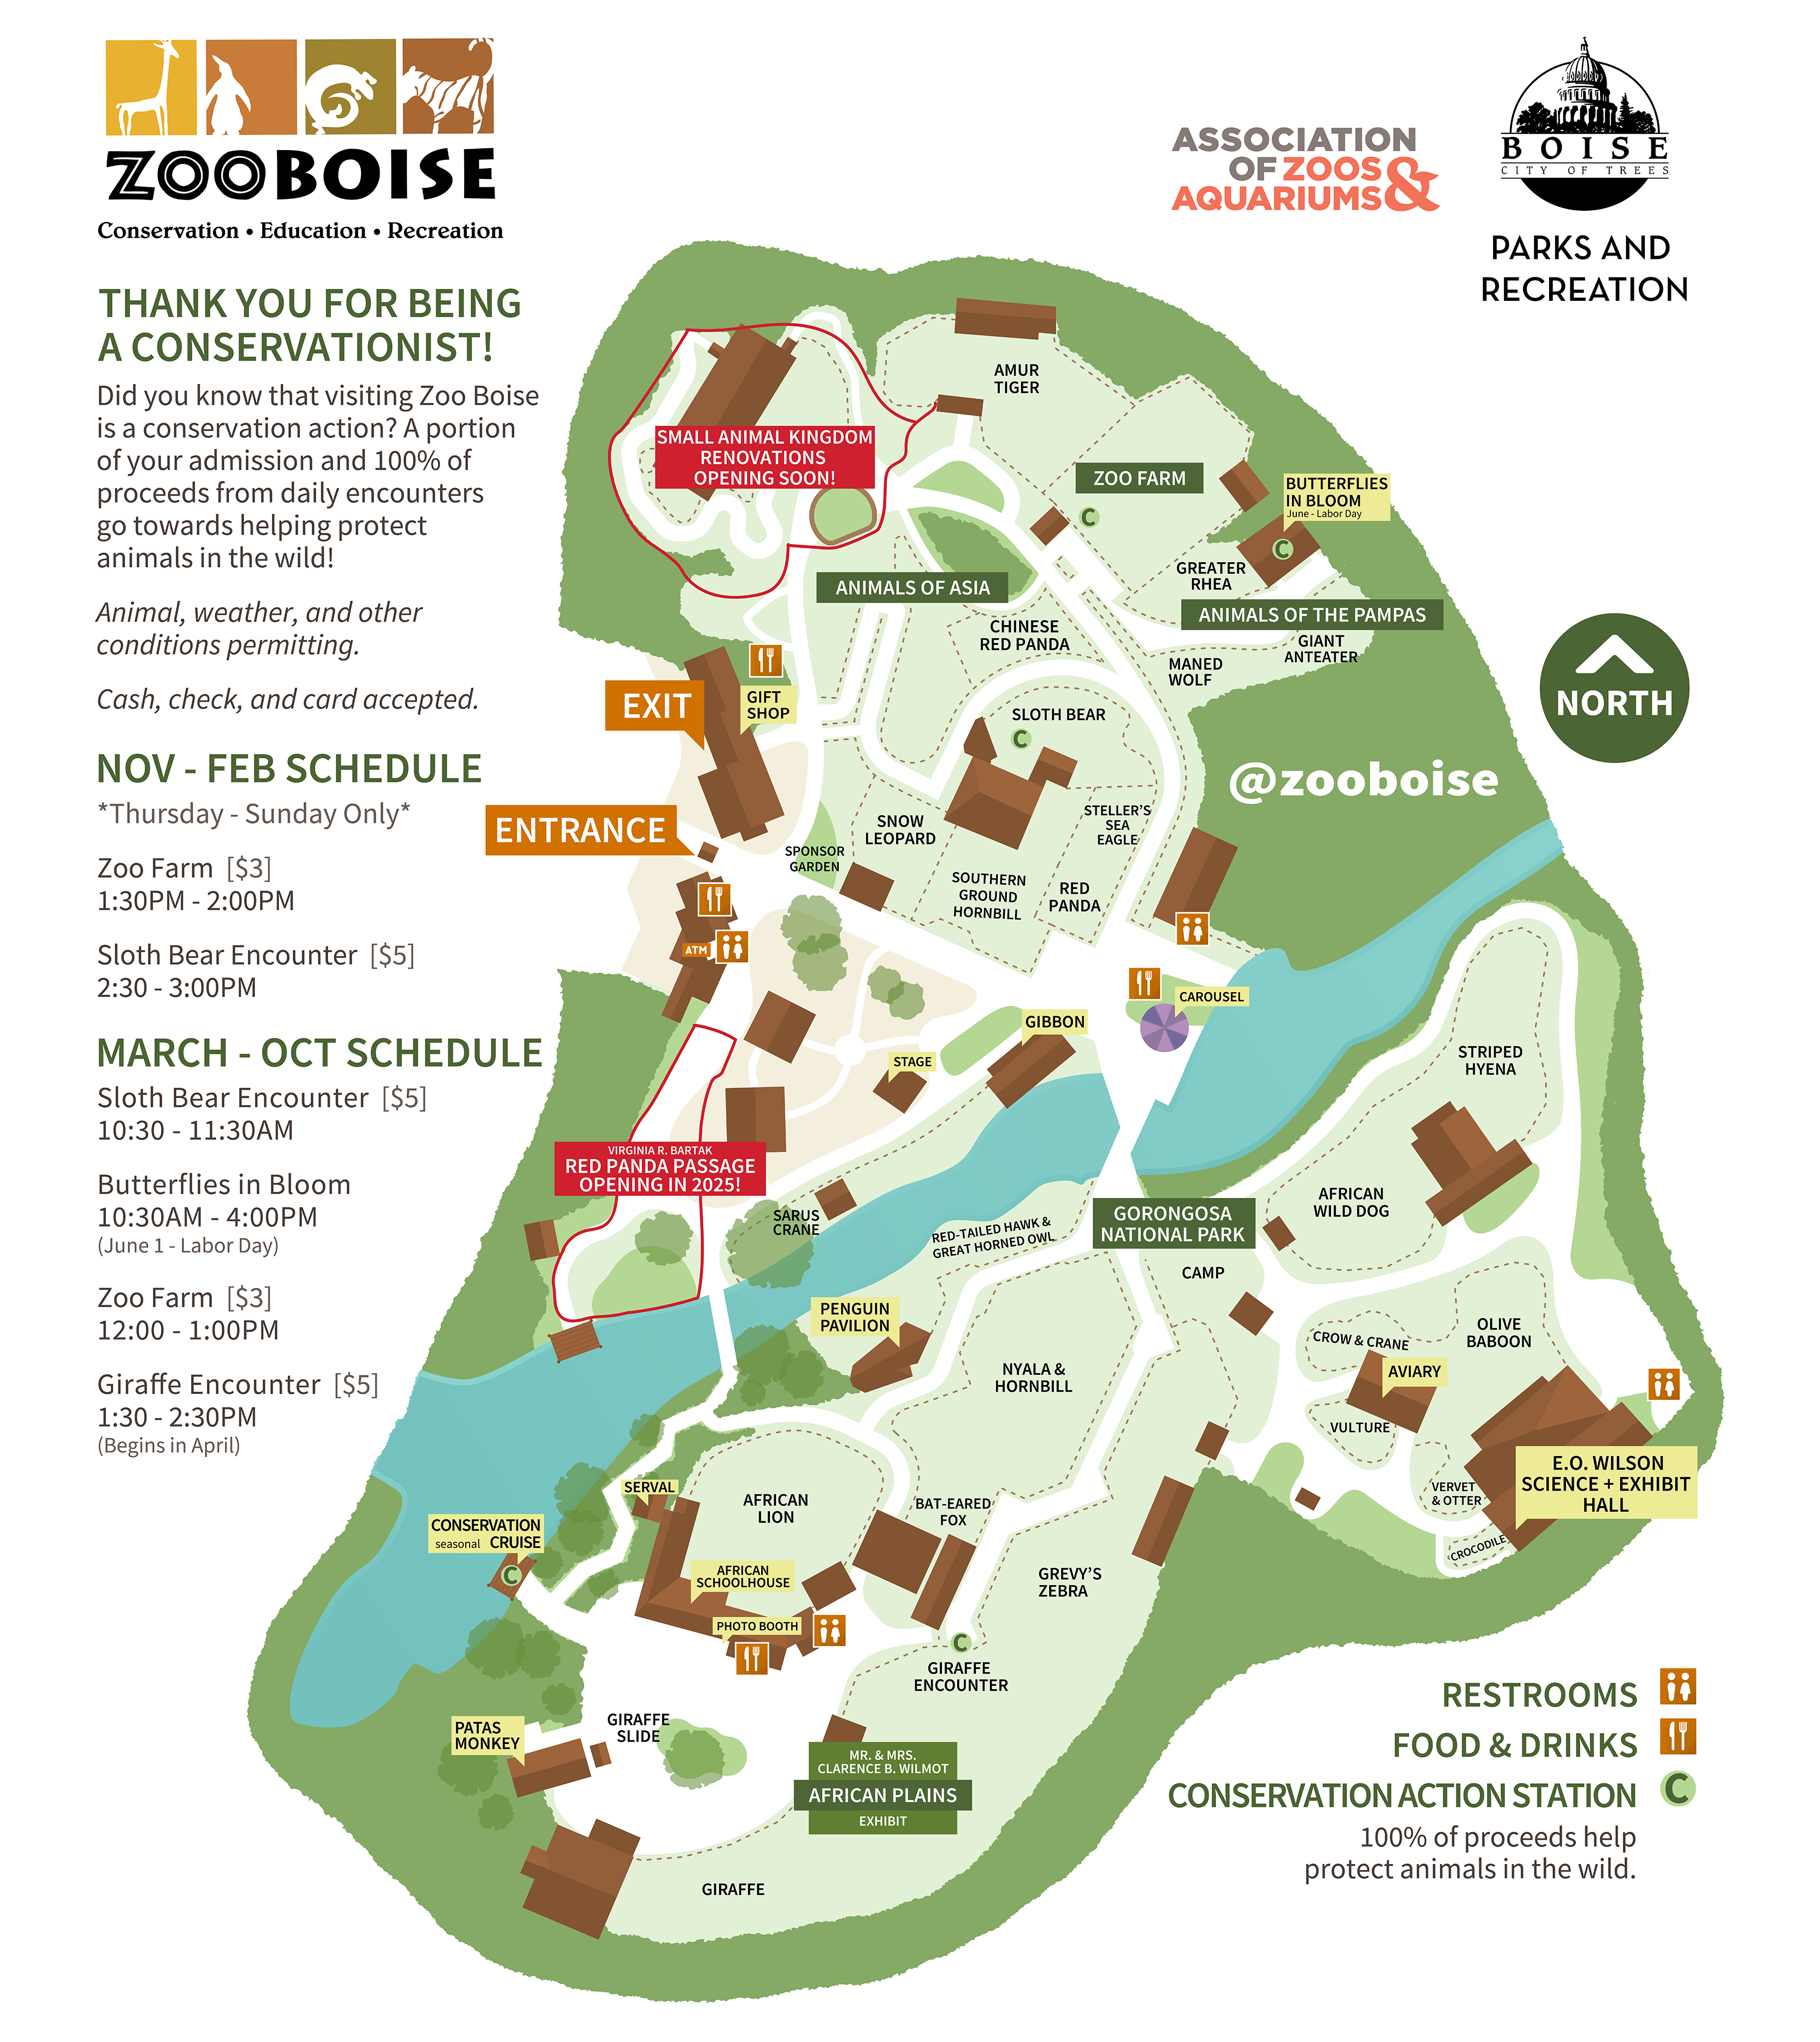 ZOOBOISE
Conservation • Education • Recreation
ASSOCIATION
OF ZOOS
AQUARIUMS &
BOISE
CITY OF TREES
PARKS AND
RECREATION
THANK YOU FOR BEING
A CONSERVATIONIST!
Did you know that visiting Zoo Boise
is a conservation action? A portion
of your admission and 100% of
proceeds from daily encounters
go towards helping protect
animals in the wild!
Animal, weather, and other
conditions permitting.
Cash, check, and card accepted.
NOV - FEB SCHEDULE
*Thursday - Sunday Only*
Zoo Farm [$3]
1:30PM - 2:00PM
Sloth Bear Encounter [$5]
2:30 - 3:00PM
MARCH - OCT SCHEDULE
Sloth Bear Encounter [$5]
10:30 - 11:30AM
Butterflies in Bloom
10:30AM - 4:00PM
(June 1 - Labor Day)
Zoo Farm [$3]
12:00 - 1:00PM
Giraffe Encounter [$5]
1:30 - 2:30PM
(Begins in April)
AMUR
TIGER
SMALL ANIMAL KINGDOM
RENOVATIONS
OPENING SOON!
ZOO FARM
C
BUTTERFLIES
IN BLOOM
June - Labor Day
C
GREATER
RHEA
ANIMALS OF ASIA
ANIMALS OF THE PAMPAS
CHINESE
RED PANDA
GIANT
ANTEATER
MANED
WOLF
NORTH
EXIT
GIFT
SHOP
SLOTH BEAR
C
@zooboise
ENTRANCE
SNOW
LEOPARD
STELLER'S
SEA
EAGLE
SPONSOR
GARDEN
SOUTHERN
GROUND
HORNBILL
RED
PANDA
ATM
CAROUSEL
GIBBON
STAGE
STRIPED
HYENA
VIRGINIA R. BARTAK
RED PANDA PASSAGE
OPENING IN 2025!
SARUS
CRANE
RED-TAILED HAWK &
GREAT HORNED OWL
GORONGOSA
NATIONAL PARK
AFRICAN
WILD DOG
CAMP
PENGUIN
PAVILION
NYALA &
HORNBILL
CROW & CRANE
OLIVE
BABOON
AVIARY
VULTURE
E.O. WILSON
SCIENCE + EXHIBIT
HALL
VERVET
& OTTER
CROCODILE
SERVAL
AFRICAN
LION
BAT-EARED
FOX
CONSERVATION
seasonal CRUISE
C
AFRICAN
SCHOOLHOUSE
PHOTO BOOTH
GREVY'S
ZEBRA
C
GIRAFFE
ENCOUNTER
PATAS
MONKEY
GIRAFFE
SLIDE
MR. & MRS.
CLARENCE B. WILMOT
AFRICAN PLAINS
EXHIBIT
GIRAFFE
RESTROOMS
FOOD & DRINKS
CONSERVATION ACTION STATION C
100% of proceeds help
protect animals in the wild.